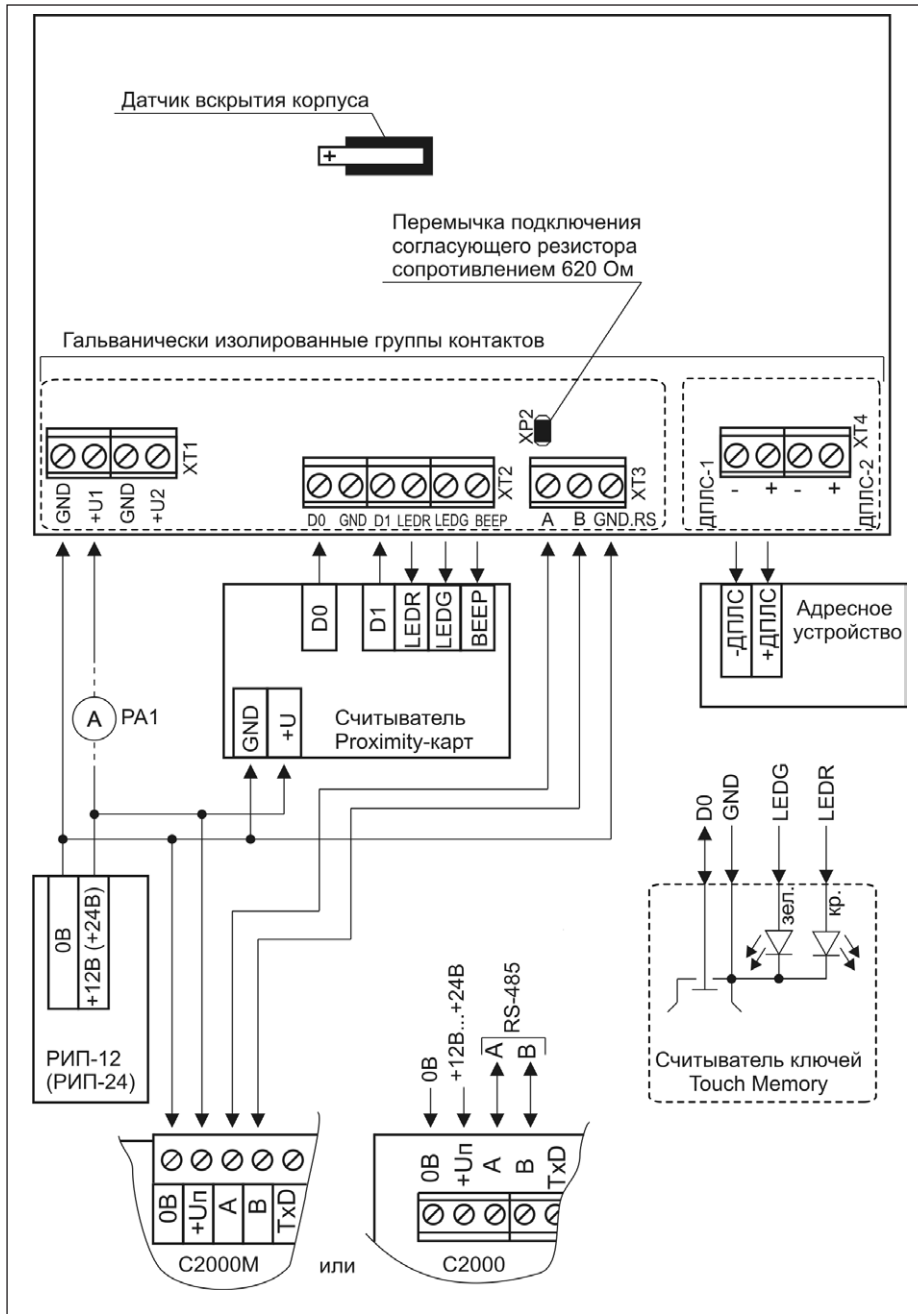 Датчик вскрытия корпуса
+
Перемычка подключения
согласующего резистора
сопротивлением 620 Ом
Гальванически изолированные группы контактов
GND
+U1
GND
+U2
XT1
D0 GND D1 LEDR LEDG BEEP
XT2
XP2
A B GND.RS
XT3
ДПЛС-1
- + - +
ДПЛС-2
XT4
D0
D1
LEDR
LEDG
BEEP
GND
+U
Считыватель
Proximity-карт
-ДПЛС
+ДПЛС
Адресное
устройство
A
PA1
0В
+12В (+24В)
РИП-12
(РИП-24)
D0
GND
LEDG
LEDR
зел.
кр.
Считыватель ключей
Touch Memory
0В
+12В...+24В
A
B
RS-485
0В
+Uп
A
B
TxD
С2000М
или
0В
+Uп
A
B
TxD
С2000